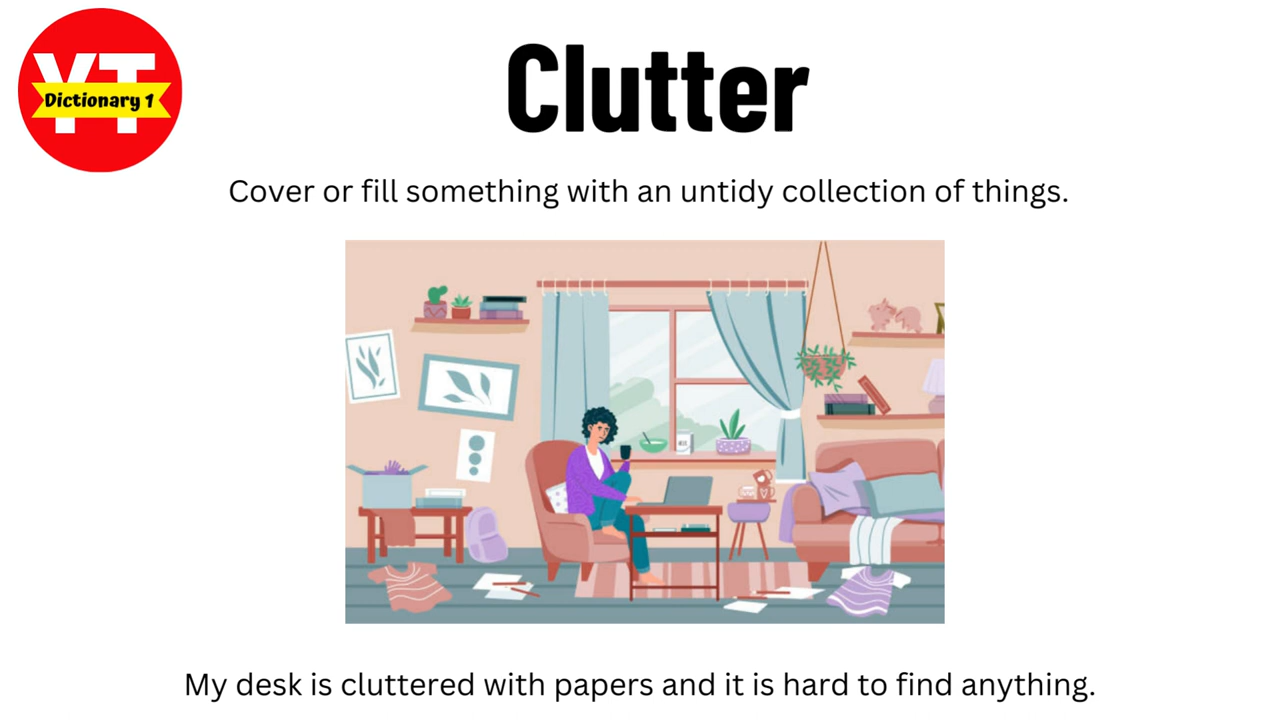 YT
Dictionary 1
Clutter
Cover or fill something with an untidy collection of things.
My desk is cluttered with papers and it is hard to find anything.